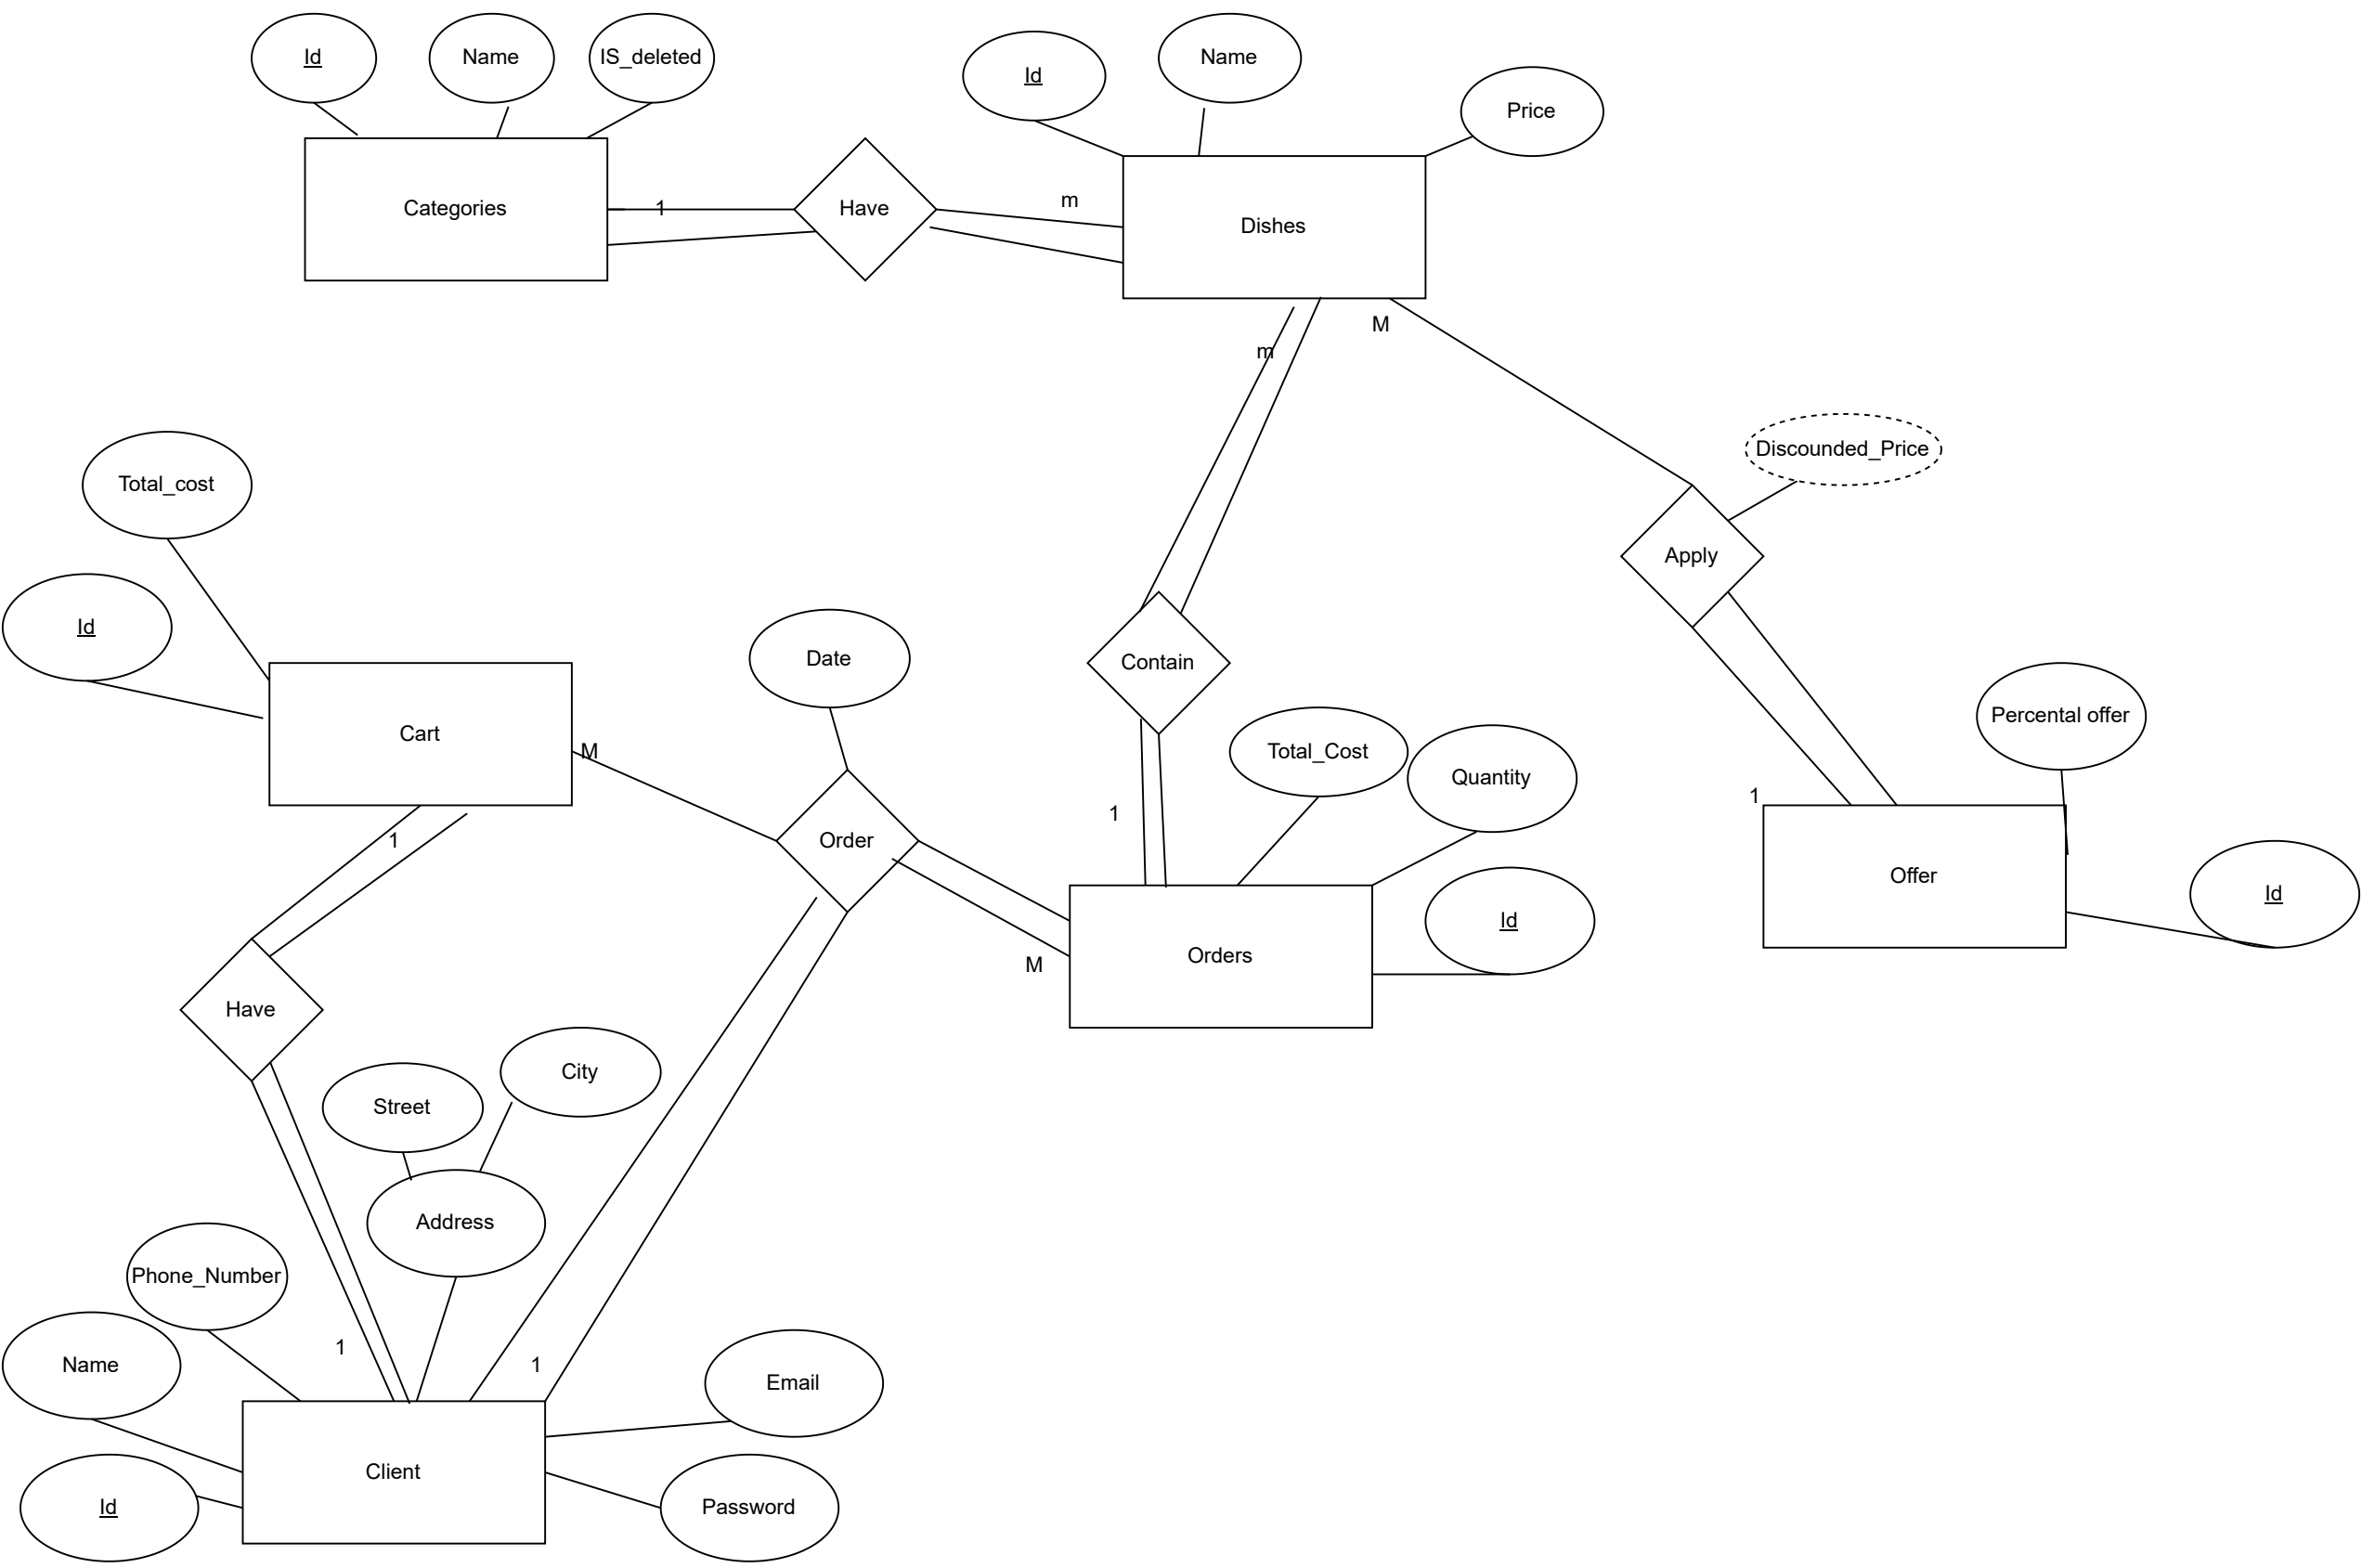 Id
Name
IS_deleted
Id
Name
Price
Categories
1
Have
m
Dishes
m
M
Discounded_Price
Total_cost
Apply
Id
Date
Contain
Cart
M
Total_Cost
Quantity
Percental offer
1
1
1
Order
Offer
Id
Id
M
Orders
Have
Street
City
Address
Phone_Number
1
1
Name
Email
Client
Id
Password